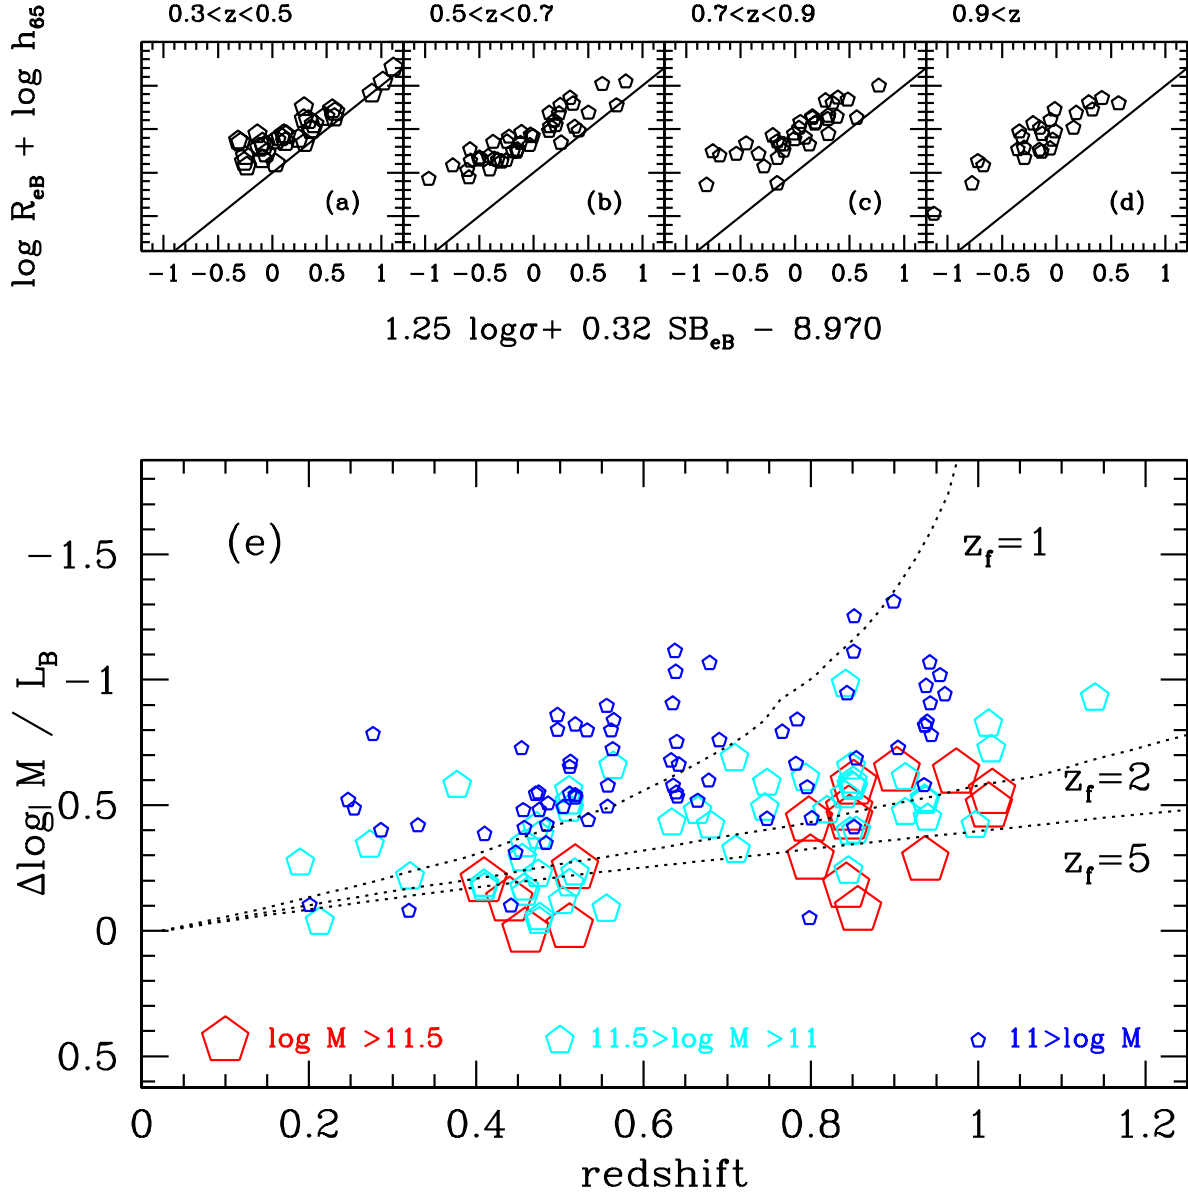 0.3<z<0.5 0.5<z<0.7 0.7<z<0.9 0.9<z
log R_eB + log h_65
(a) (b) (c) (d)
−1 −0.5 0 0.5 1 −1 −0.5 0 0.5 1 −1 −0.5 0 0.5 1 −1 −0.5 0 0.5 1
1.25 logσ+ 0.32 SB_eB − 8.970
(e)
z_f=1
−1.5
−1
Δlog M / L_B
z_f=2
0.5
z_f=5
0
log M >11.5 11.5>log M >11 11>log M
0.5
0 0.2 0.4 0.6 0.8 1 1.2
redshift